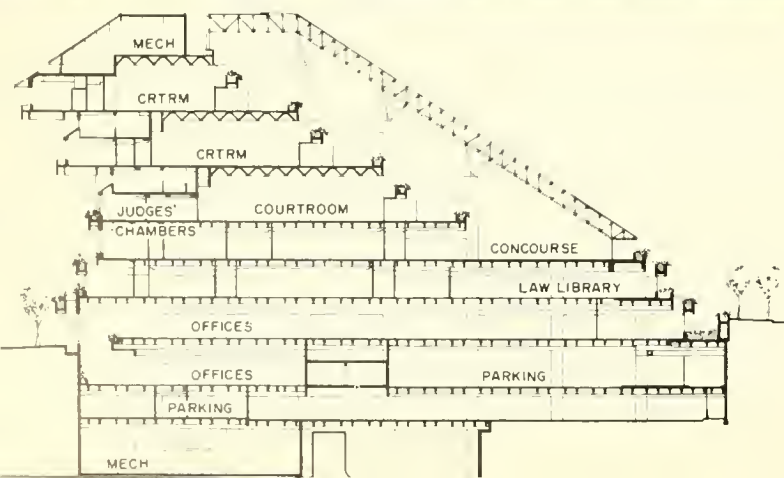 MECH
CRTRM
CRTRM
JUDGES' COURTROOM
CHAMBERS
CONCOURSE
LAW LIBRARY
OFFICES
OFFICES PARKING
PARKING
MECH